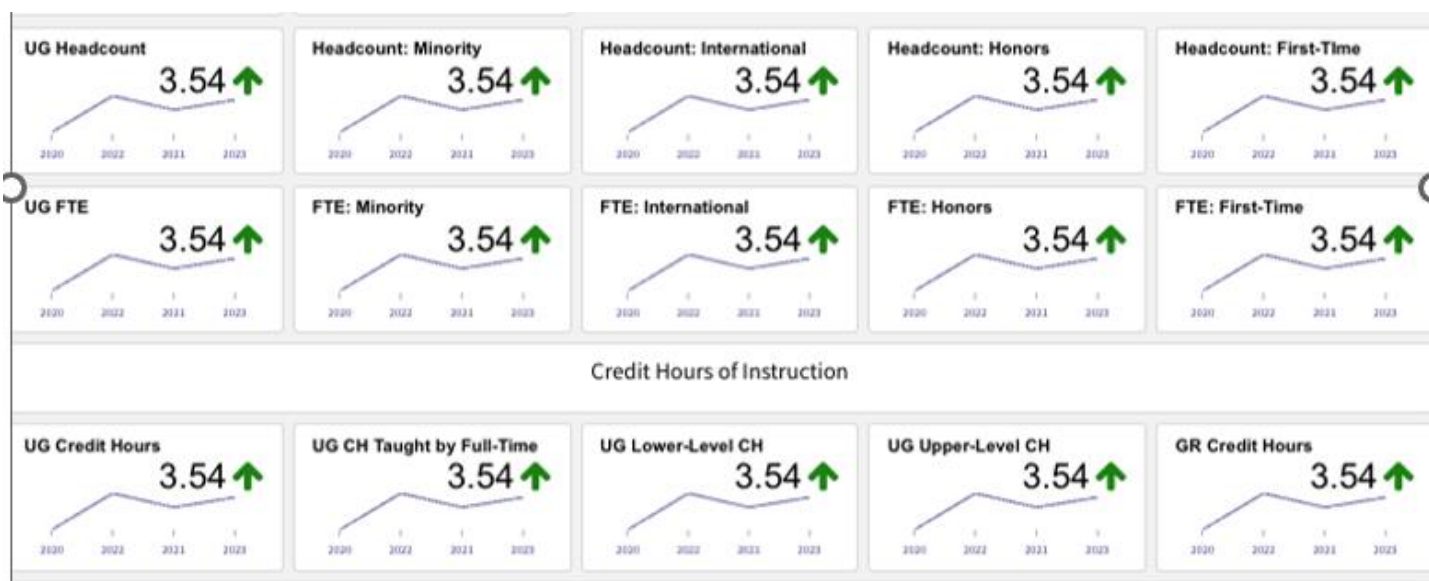 UG Headcount
3.54
2020 2022 2021 2023
Headcount: Minority
3.54
2020 2022 2021 2023
Headcount: International
3.54
2020 2022 2021 2023
Headcount: Honors
3.54
2020 2022 2021 2023
Headcount: First-TIme
3.54
2020 2022 2021 2023
UG FTE
3.54
2020 2022 2021 2023
FTE: Minority
3.54
2020 2022 2021 2023
FTE: International
3.54
2020 2022 2021 2023
FTE: Honors
3.54
2020 2022 2021 2023
FTE: First-Time
3.54
2020 2022 2021 2023
Credit Hours of Instruction
UG Credit Hours
3.54
2020 2022 2021 2023
UG CH Taught by Full-Time
3.54
2020 2022 2021 2023
UG Lower-Level CH
3.54
2020 2022 2021 2023
UG Upper-Level CH
3.54
2020 2022 2021 2023
GR Credit Hours
3.54
2020 2022 2021 2023